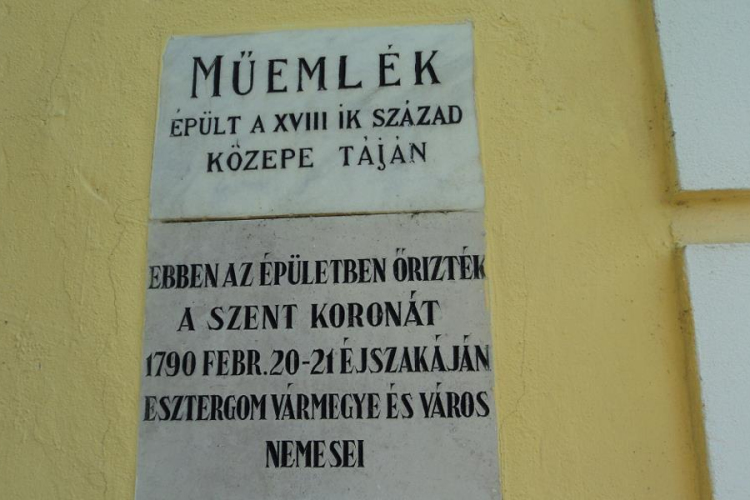 MŰEMLÉK
ÉPÜLT A XVIII İK SZÁZAD
KÖZEPE TÁJÁN
EBBEN AZ ÉPÜLETBEN ŐRIZTÉK
A SZENT KORONÁT
1790 FEBR. 20-21 ÉJSZAKÁJÁN
ESZTERGOM VÁRMEGYE ÉS VÁROS
NEMESEI